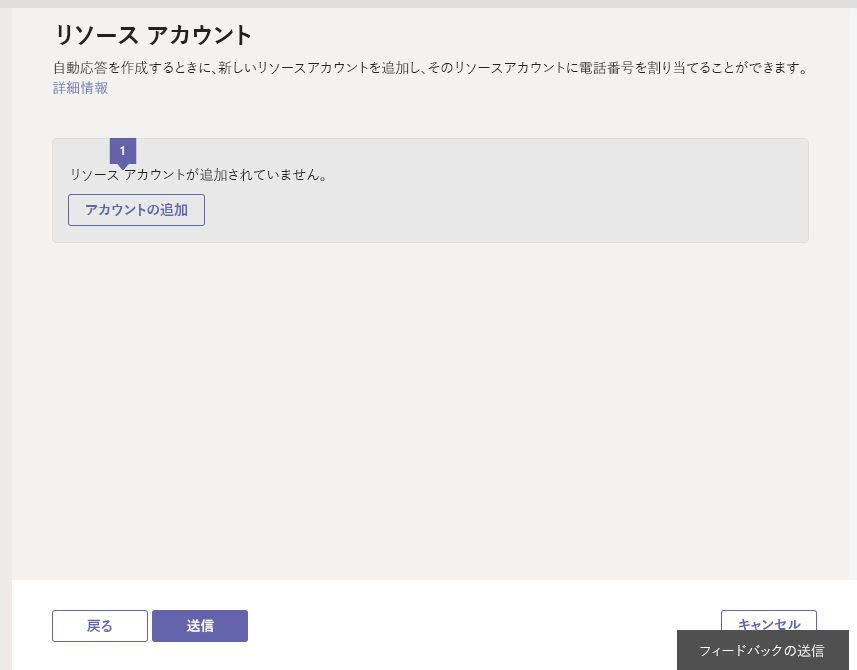 リソース アカウント
自動応答を作成するときに、新しいリソースアカウントを追加し、そのリソースアカウントに電話番号を割り当てることができます。
詳細情報
1
リソース アカウントが追加されていません。
アカウントの追加
戻る
送信
キャンセル
フィードバックの送信